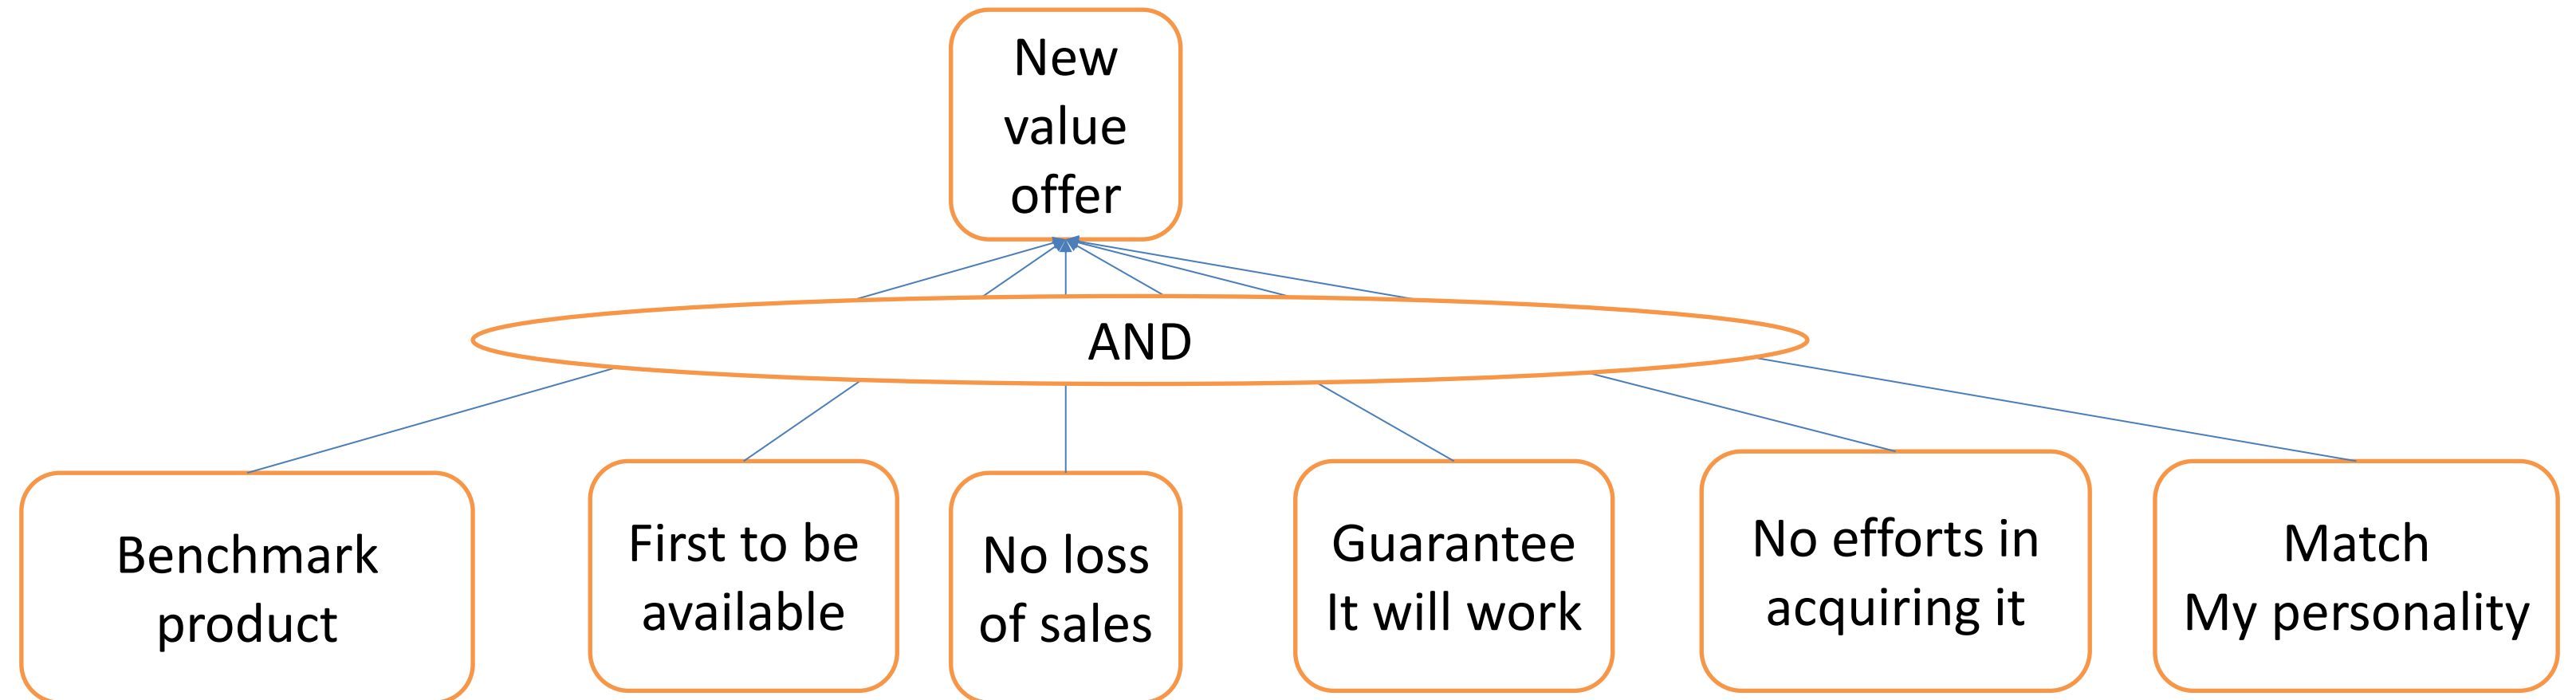 New
value
offer
AND
Benchmark
product
First to be
available
No loss
of sales
Guarantee
It will work
No efforts in
acquiring it
Match
My personality